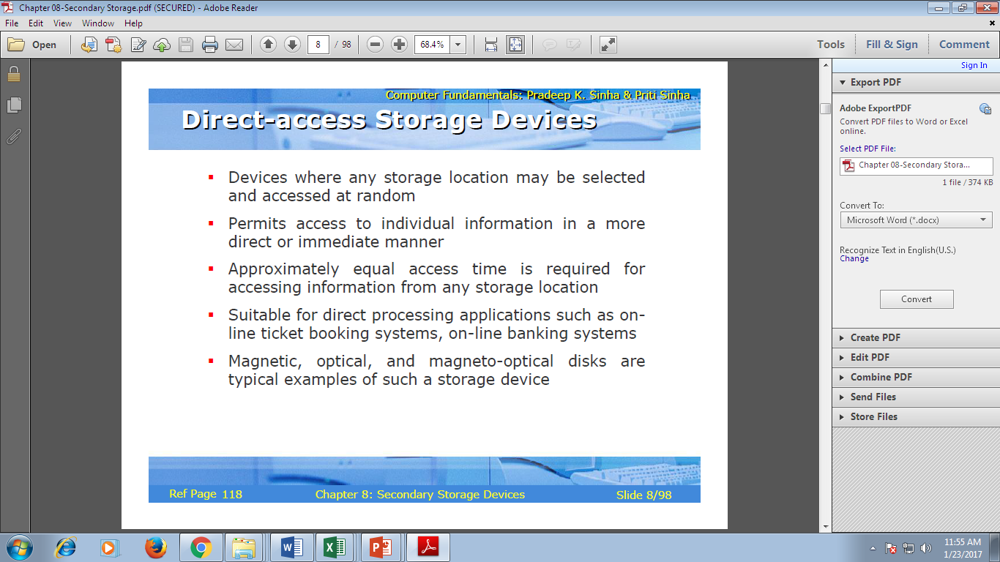 Chapter 08-Secondary Storage.pdf (SECURED) - Adobe Reader
File Edit View Window Help
Open 8 / 98 68.4% Tools Fill & Sign Comment
Sign In
Computer Fundamentals: Pradeep K. Sinha & Priti Sinha
Direct-access Storage Devices
▪ Devices where any storage location may be selected
and accessed at random
▪ Permits access to individual information in a more
direct or immediate manner
▪ Approximately equal access time is required for
accessing information from any storage location
▪ Suitable for direct processing applications such as on-
line ticket booking systems, on-line banking systems
▪ Magnetic, optical, and magneto-optical disks are
typical examples of such a storage device
Ref Page 118 Chapter 8: Secondary Storage Devices Slide 8/98
Export PDF
Adobe ExportPDF
Convert PDF files to Word or Excel
online.
Select PDF File:
Chapter 08-Secondary Stora...
1 file / 374 KB
Convert To:
Microsoft Word (*.docx)
Recognize Text in English(U.S.)
Change
Convert
Create PDF
Edit PDF
Combine PDF
Send Files
Store Files
11:55 AM
1/23/2017